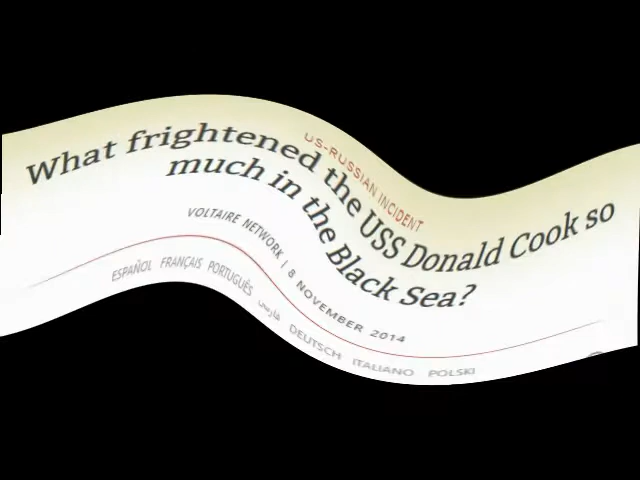 US-RUSSIAN INCIDENT
What frightened the USS Donald Cook so
much in the Black Sea?
VOLTAIRE NETWORK | 8 NOVEMBER 2014
ESPAÑOL FRANÇAIS PORTUGUÊS فارسى DEUTSCH ITALIANO POLSKI